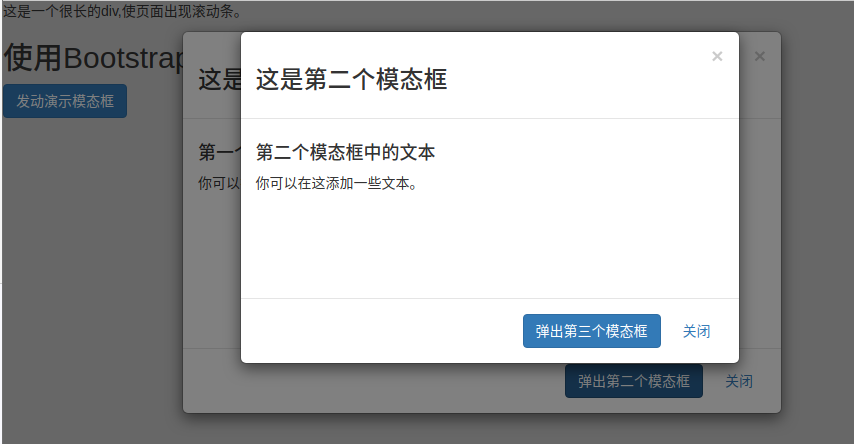 这是一个很长的div,使页面出现滚动条。
使用Bootstrap
发动演示模态框
×
这是
第一个
你可以
×
这是第二个模态框
第二个模态框中的文本
你可以在这添加一些文本。
弹出第三个模态框
关闭
弹出第二个模态框
关闭